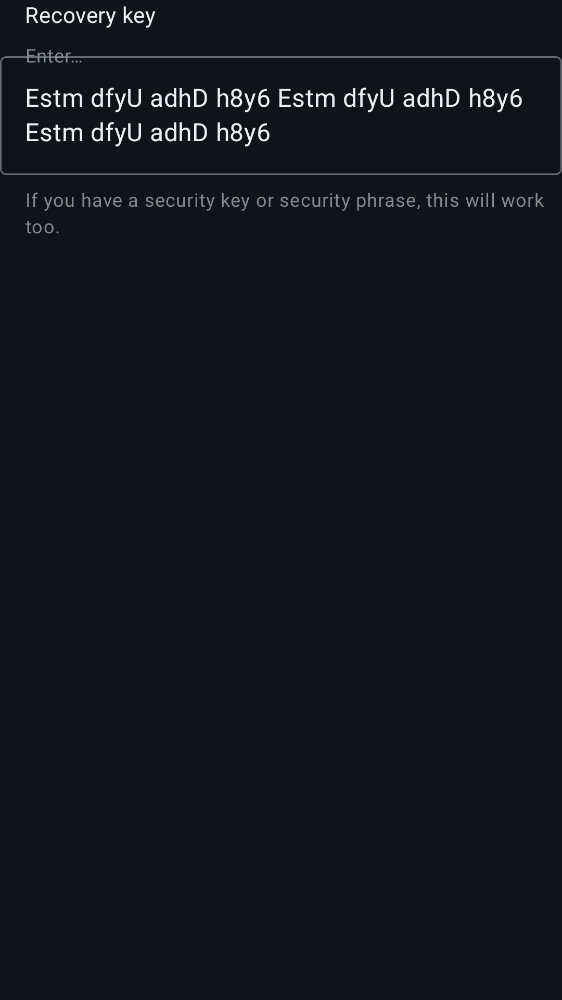 Recovery key
Enter…
Estm dfyU adhD h8y6 Estm dfyU adhD h8y6
Estm dfyU adhD h8y6
If you have a security key or security phrase, this will work
too.